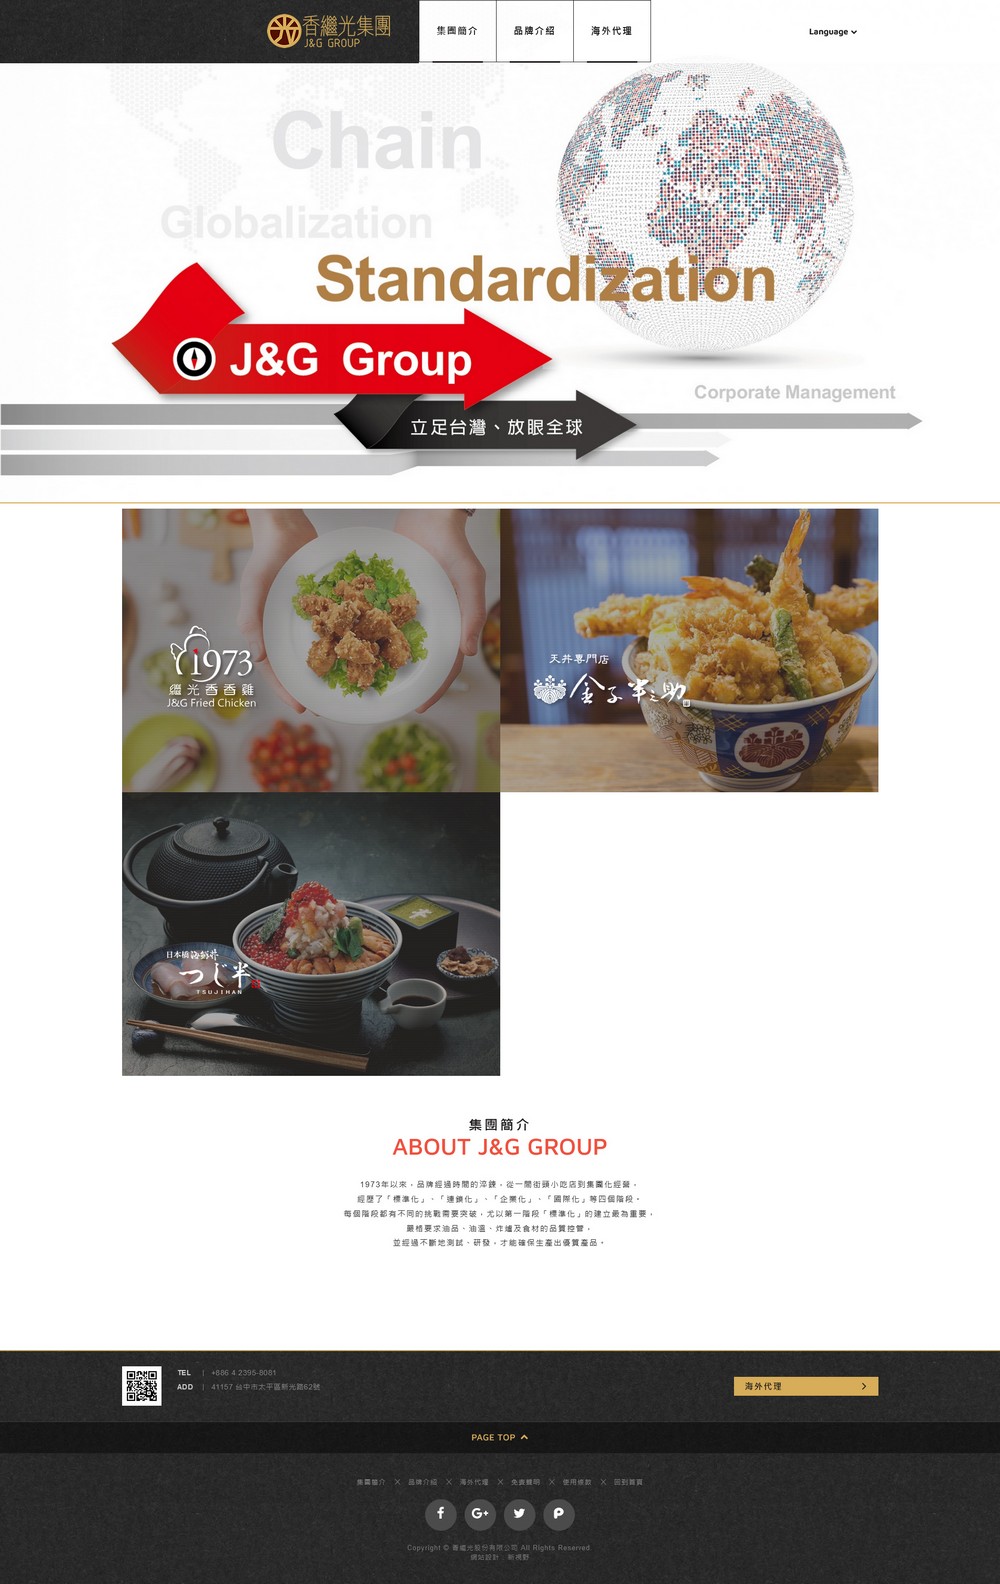 香繼光集團
J&G GROUP
集團簡介
品牌介紹
海外代理
Language
Chain
Globalization
Standardization
J&G Group
Corporate Management
立足台灣、放眼全球
1973
繼光香香雞
J&G Fried Chicken
天丼専門店
金子半之助
日本橋海鮮丼
つじ半
TSUJIHAN
集團簡介
ABOUT J&G GROUP
1973年以來，品牌經過時間的淬鍊，從一間街頭小吃店到集團化經營，
經歷了「標準化」、「連鎖化」、「企業化」、「國際化」等四個階段。
每個階段都有不同的挑戰需要突破，尤以第一階段「標準化」的建立最為重要，
嚴格要求油品、油溫、炸爐及食材的品質控管，
並經過不斷地測試、研發，才能確保生產出優質產品。
TEL | +886 4 2395-8081
ADD | 41157 台中市太平區新光路62號
海外代理
PAGE TOP
集團簡介 × 品牌介紹 × 海外代理 × 免責聲明 × 使用條款 × 回到首頁
Copyright © 香繼光股份有限公司 All Rights Reserved.
網站設計：新視野